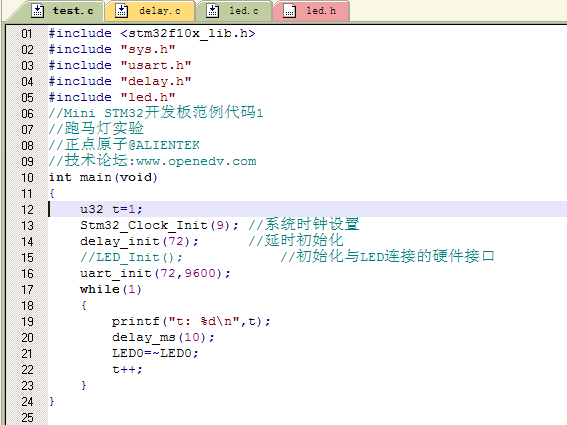 test.c delay.c led.c led.h
01 #include <stm32f10x_lib.h>
02 #include "sys.h"
03 #include "usart.h"
04 #include "delay.h"
05 #include "led.h"
06 //Mini STM32开发板范例代码1
07 //跑马灯实验
08 //正点原子@ALIENTEK
09 //技术论坛:www.openedv.com
10 int main(void)
11 {
12     u32 t=1;
13     Stm32_Clock_Init(9); //系统时钟设置
14     delay_init(72);      //延时初始化
15     //LED_Init();            //初始化与LED连接的硬件接口
16     uart_init(72,9600);
17     while(1)
18     {
19         printf("t: %d\n",t);
20         delay_ms(10);
21         LED0=~LED0;
22         t++;
23     }
24 }
25